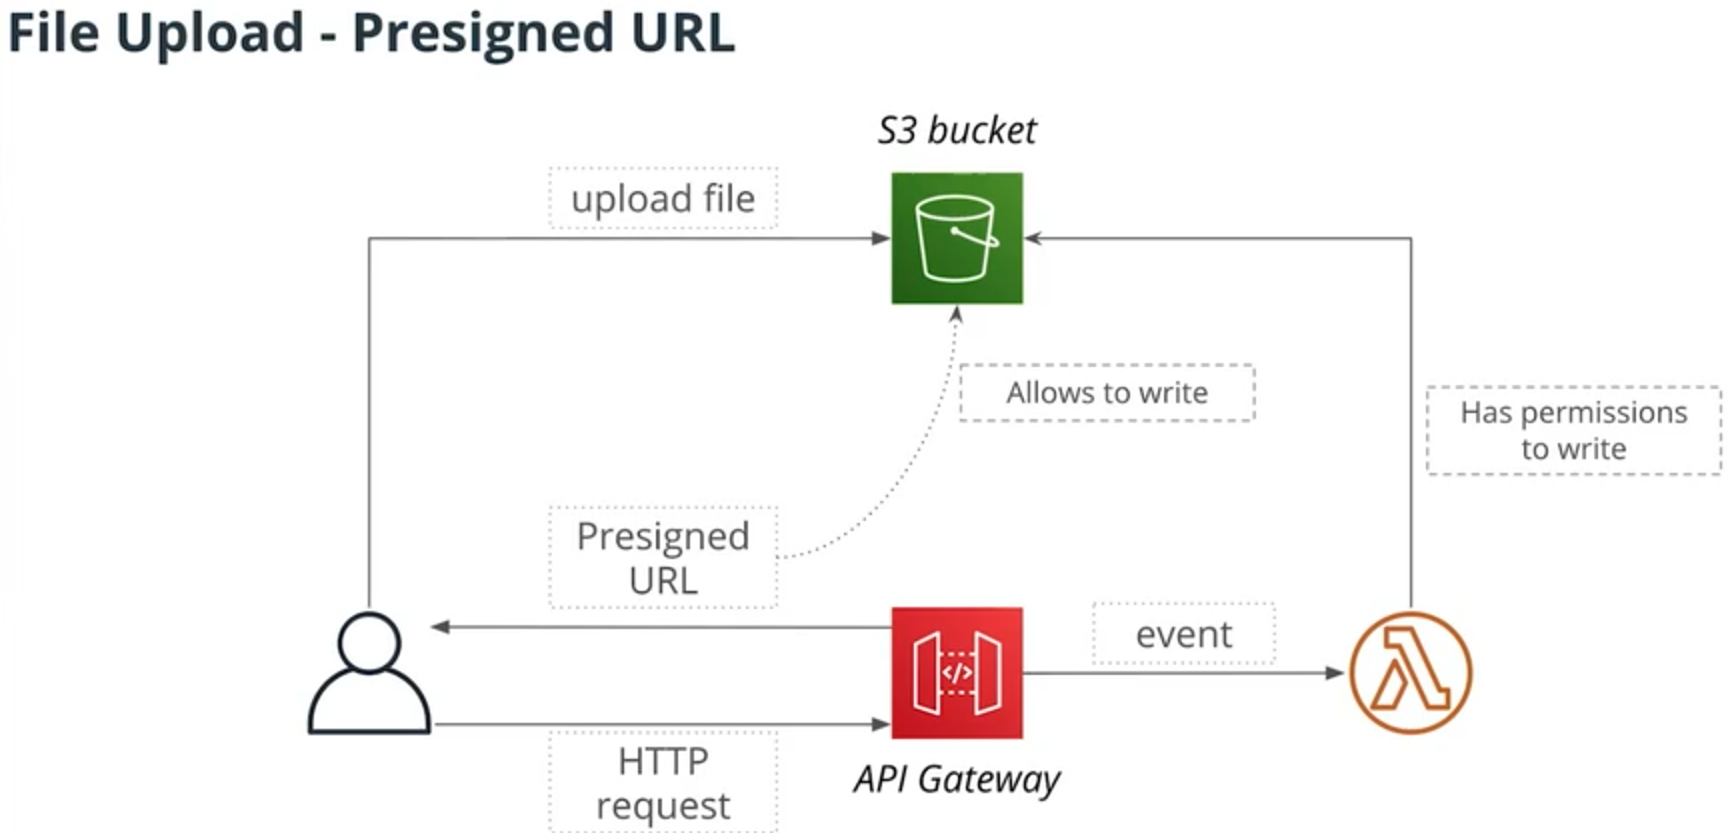 File Upload - Presigned URL
S3 bucket
upload file
Allows to write
Has permissions
to write
Presigned
URL
event
</>
HTTP
request
API Gateway